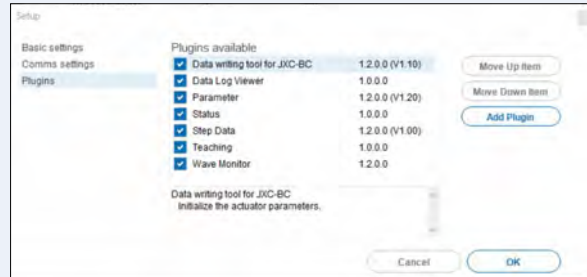 Setup
Basic settings
Comms settings
Plugins
Plugins available
Data writing tool for JXC-BC 1.2.0.0 (V1.10)
Data Log Viewer 1.0.0.0
Parameter 1.2.0.0 (V1.20)
Status 1.0.0.0
Step Data 1.2.0.0 (V1.00)
Teaching 1.0.0.0
Wave Monitor 1.2.0.0
Move Up Item
Move Down Item
Add Plugin
Data writing tool for JXC-BC
Initialize the actuator parameters.
Cancel OK